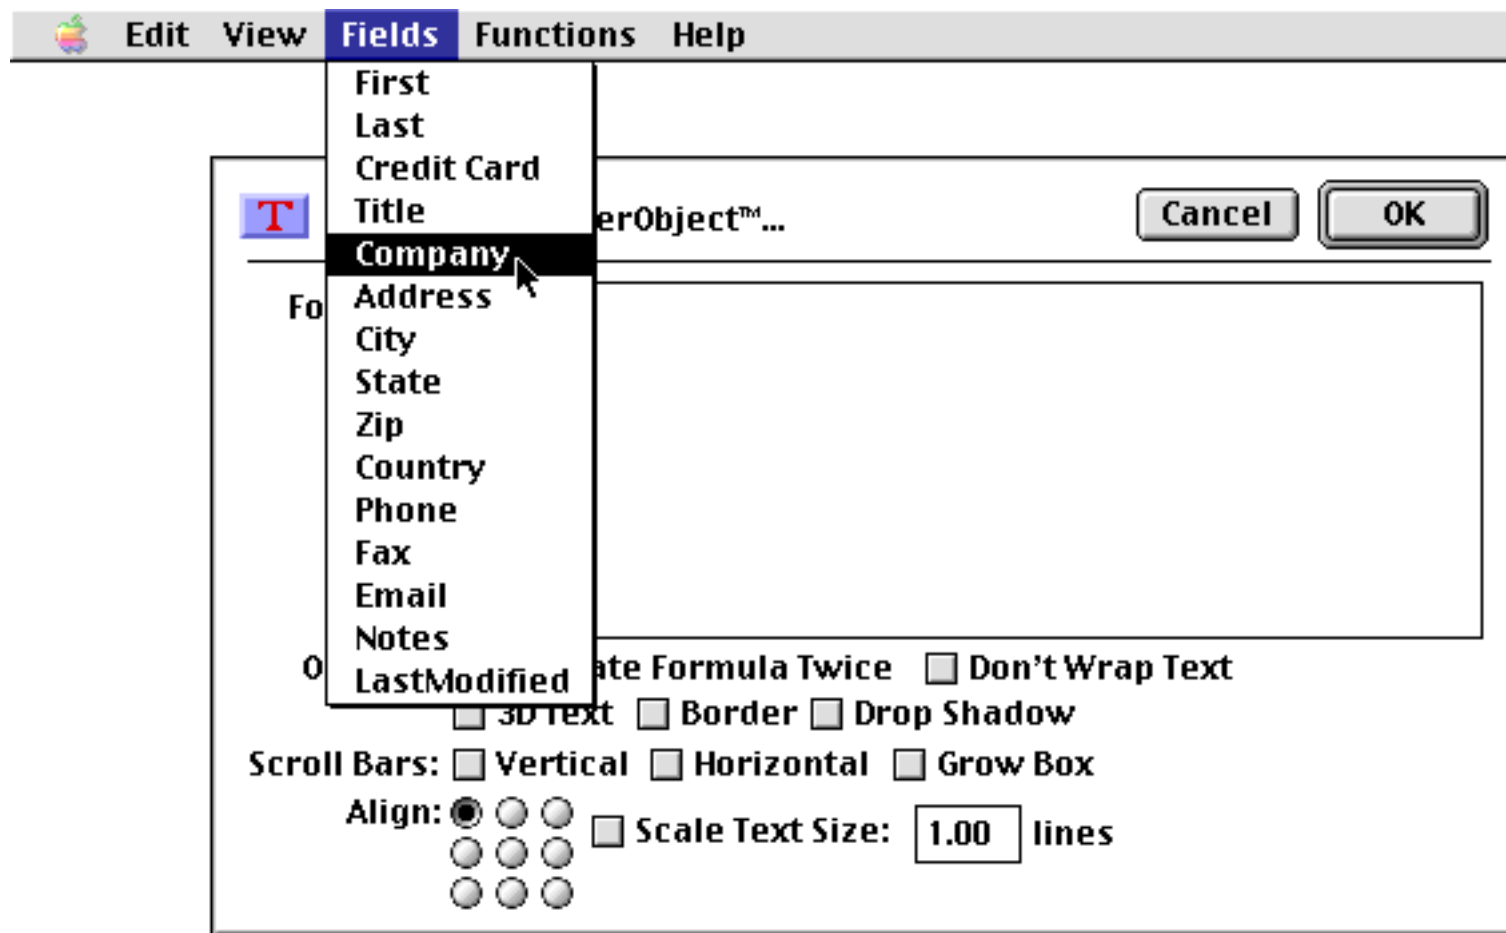 Edit View Fields Functions Help
First
Last
Credit Card
Title
erObject™... Cancel OK
Company
Address
Fo
City
State
Zip
Country
Phone
Fax
Email
Notes
LastModified
O ate Formula Twice Don't Wrap Text
3D Text Border Drop Shadow
Scroll Bars: Vertical Horizontal Grow Box
Align: Scale Text Size: 1.00 lines
T